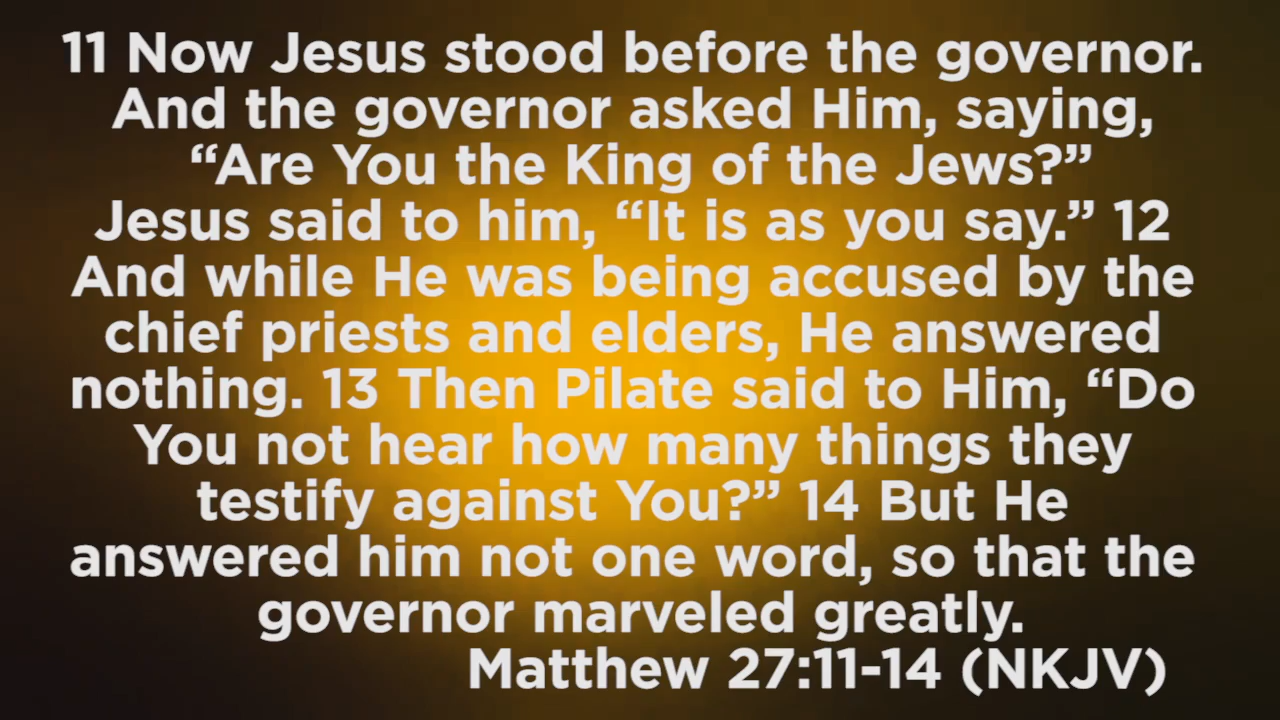 11 Now Jesus stood before the governor.
And the governor asked Him, saying,
“Are You the King of the Jews?”
Jesus said to him, “It is as you say.” 12
And while He was being accused by the
chief priests and elders, He answered
nothing. 13 Then Pilate said to Him, “Do
You not hear how many things they
testify against You?” 14 But He
answered him not one word, so that the
governor marveled greatly.
Matthew 27:11-14 (NKJV)